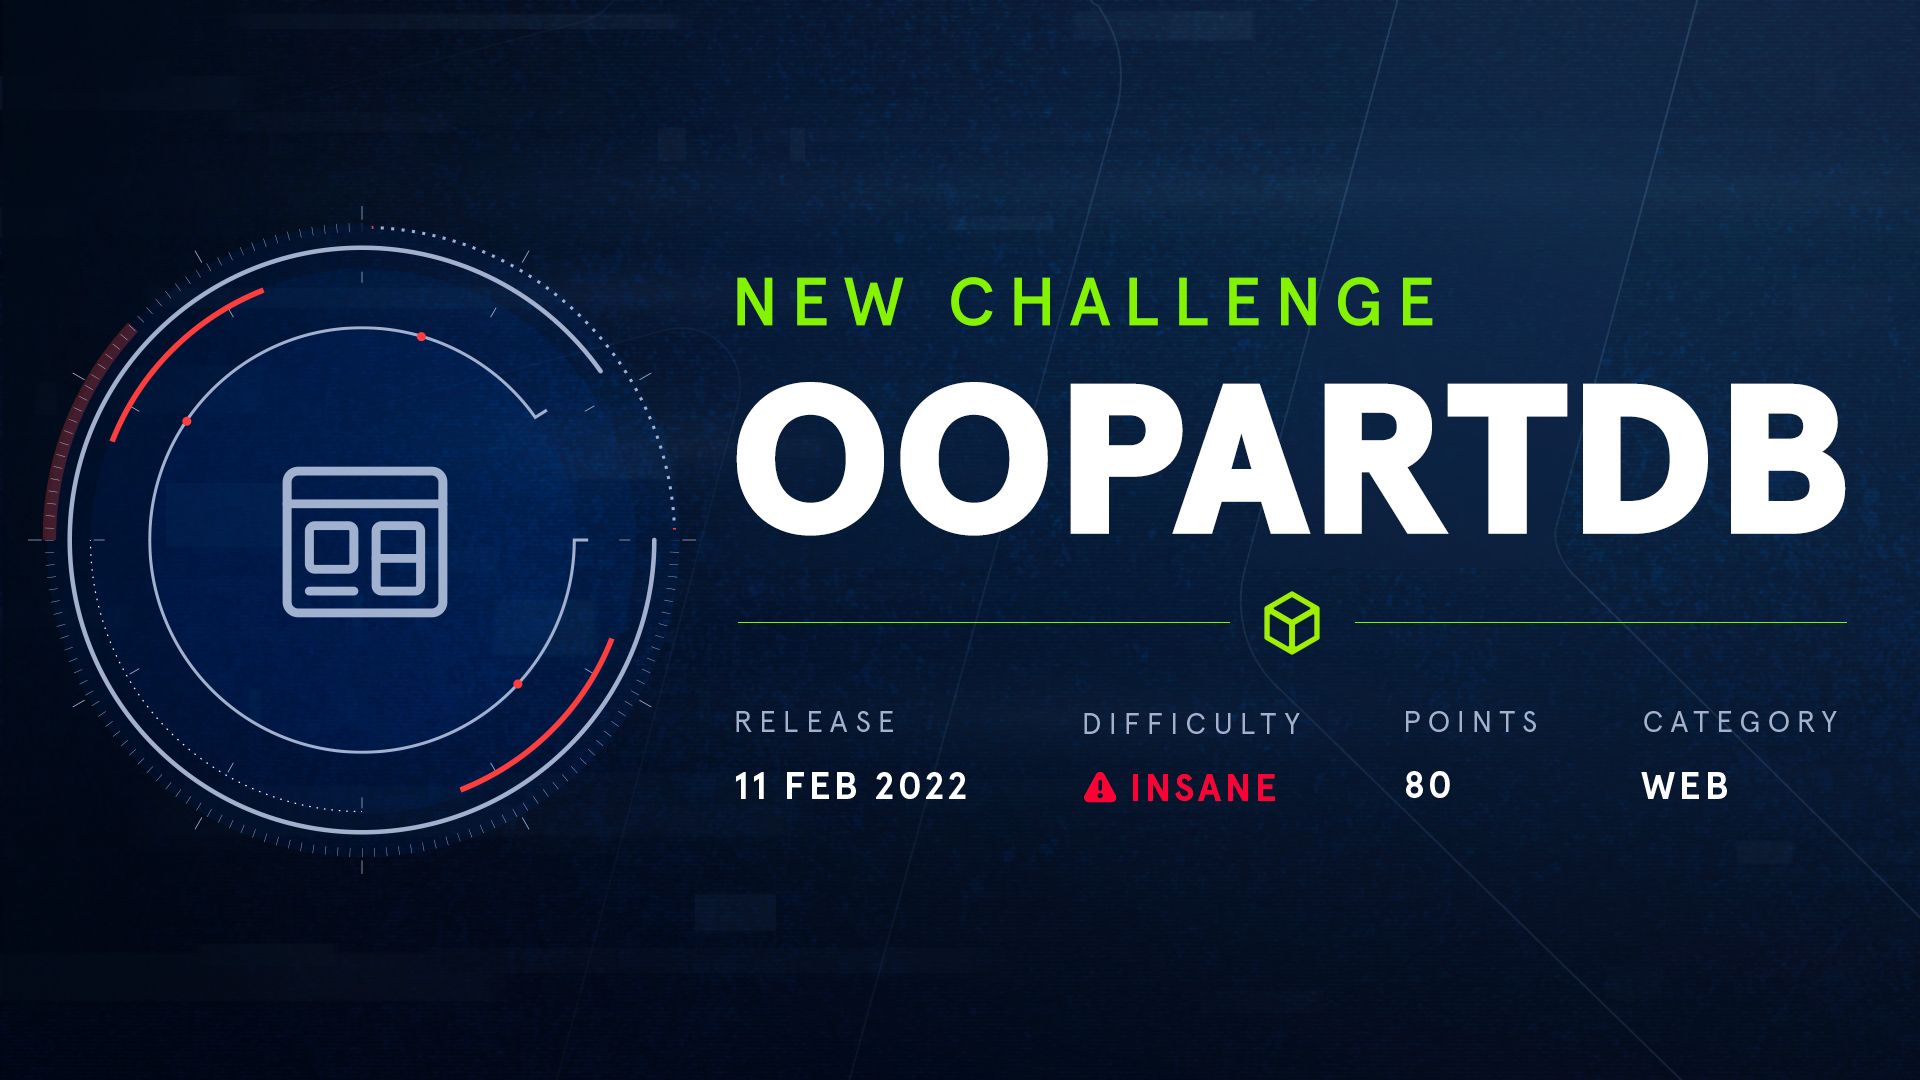 NEW CHALLENGE
OOPARTDB
RELEASE DIFFICULTY POINTS CATEGORY
11 FEB 2022 INSANE 80 WEB